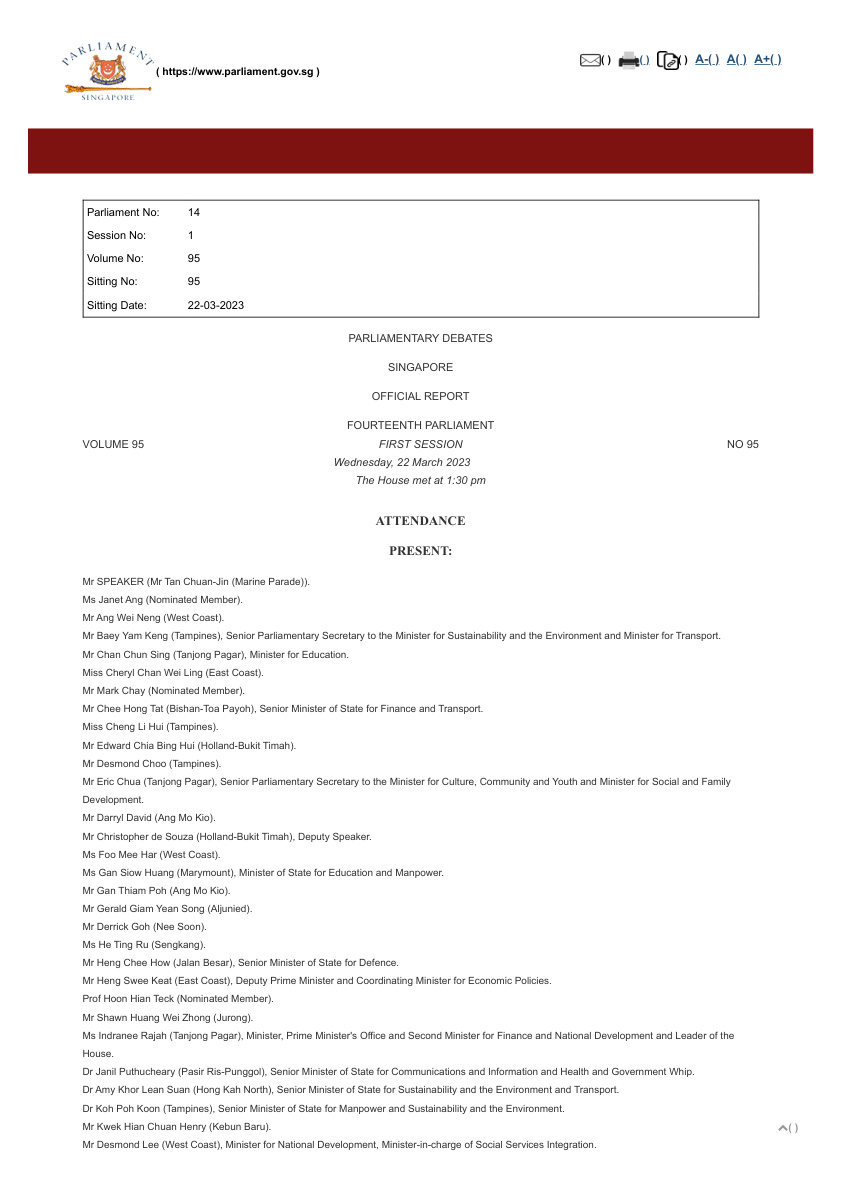 PARLIAMENT
SINGAPORE
( https://www.parliament.gov.sg )
( ) ( ) ( ) A-( ) A( ) A+( )
Parliament No: 14
Session No: 1
Volume No: 95
Sitting No: 95
Sitting Date: 22-03-2023
PARLIAMENTARY DEBATES
SINGAPORE
OFFICIAL REPORT
FOURTEENTH PARLIAMENT
VOLUME 95 FIRST SESSION NO 95
Wednesday, 22 March 2023
The House met at 1:30 pm
ATTENDANCE
PRESENT:
Mr SPEAKER (Mr Tan Chuan-Jin (Marine Parade)).
Ms Janet Ang (Nominated Member).
Mr Ang Wei Neng (West Coast).
Mr Baey Yam Keng (Tampines), Senior Parliamentary Secretary to the Minister for Sustainability and the Environment and Minister for Transport.
Mr Chan Chun Sing (Tanjong Pagar), Minister for Education.
Miss Cheryl Chan Wei Ling (East Coast).
Mr Mark Chay (Nominated Member).
Mr Chee Hong Tat (Bishan-Toa Payoh), Senior Minister of State for Finance and Transport.
Miss Cheng Li Hui (Tampines).
Mr Edward Chia Bing Hui (Holland-Bukit Timah).
Mr Desmond Choo (Tampines).
Mr Eric Chua (Tanjong Pagar), Senior Parliamentary Secretary to the Minister for Culture, Community and Youth and Minister for Social and Family
Development.
Mr Darryl David (Ang Mo Kio).
Mr Christopher de Souza (Holland-Bukit Timah), Deputy Speaker.
Ms Foo Mee Har (West Coast).
Ms Gan Siow Huang (Marymount), Minister of State for Education and Manpower.
Mr Gan Thiam Poh (Ang Mo Kio).
Mr Gerald Giam Yean Song (Aljunied).
Mr Derrick Goh (Nee Soon).
Ms He Ting Ru (Sengkang).
Mr Heng Chee How (Jalan Besar), Senior Minister of State for Defence.
Mr Heng Swee Keat (East Coast), Deputy Prime Minister and Coordinating Minister for Economic Policies.
Prof Hoon Hian Teck (Nominated Member).
Mr Shawn Huang Wei Zhong (Jurong).
Ms Indranee Rajah (Tanjong Pagar), Minister, Prime Minister's Office and Second Minister for Finance and National Development and Leader of the
House.
Dr Janil Puthucheary (Pasir Ris-Punggol), Senior Minister of State for Communications and Information and Health and Government Whip.
Dr Amy Khor Lean Suan (Hong Kah North), Senior Minister of State for Sustainability and the Environment and Transport.
Dr Koh Poh Koon (Tampines), Senior Minister of State for Manpower and Sustainability and the Environment.
Mr Kwek Hian Chuan Henry (Kebun Baru).
( )
Mr Desmond Lee (West Coast), Minister for National Development, Minister-in-charge of Social Services Integration.